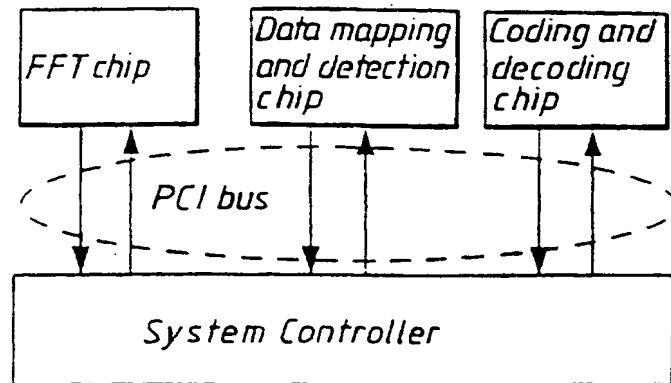 FFT chip
Data mapping
and detection
chip
Coding and
decoding
chip
PCI bus
System Controller